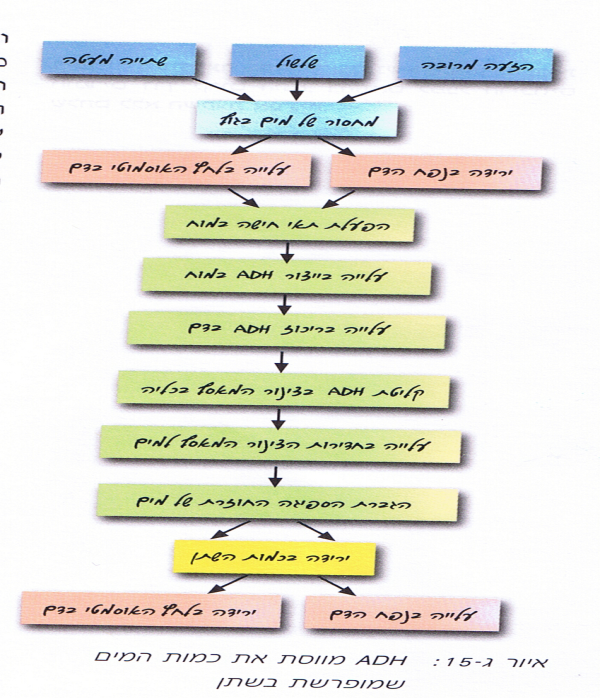 הזעה מרובה
שלשול
שתייה מעטה
מחסור של מים בגוף
ירידה בנפח הדם
עלייה בלחץ האוסמוטי בדם
הפעלת תאי חישה במוח
עלייה בייצור ADH במוח
עלייה בריכוז ADH בדם
קליטת ADH בצינור המאסף בכליה
עלייה בחדירות הצינור המאסף למים
הגברת הספיגה החוזרת של מים
ירידה בכמות השתן
עלייה בנפח הדם
ירידה בלחץ האוסמטי בדם
איור ג-15: ADH מווסת את כמות המים
שמופרשת בשתן